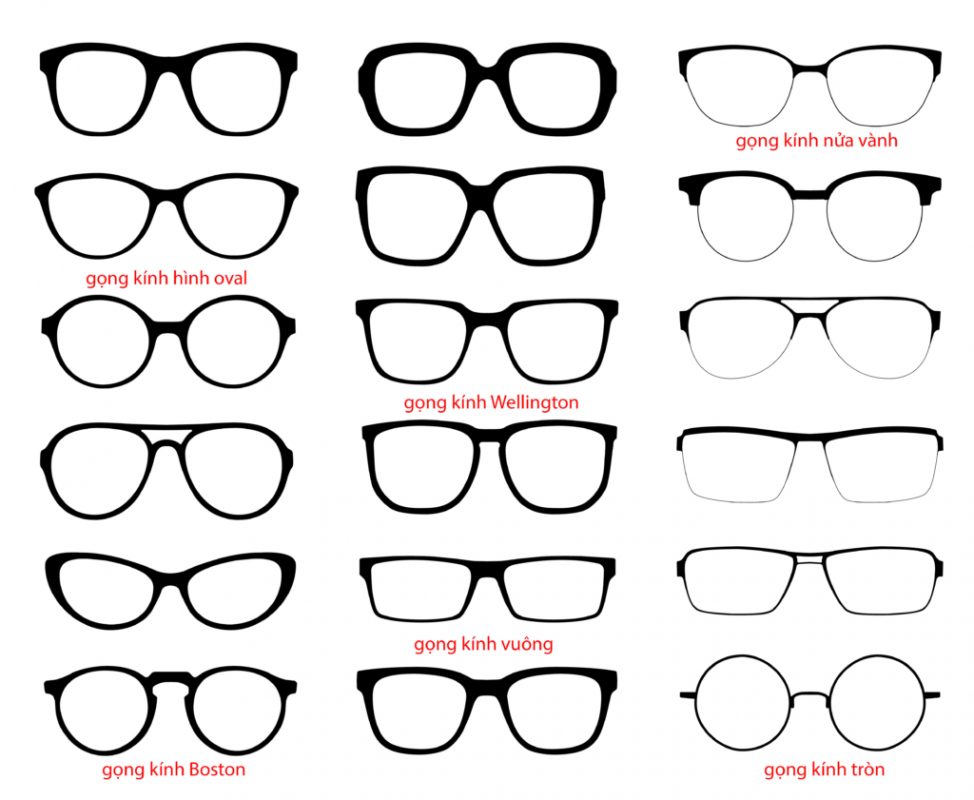 gọng kính nửa vành
gọng kính hình oval
gọng kính Wellington
gọng kính vuông
gọng kính Boston
gọng kính tròn